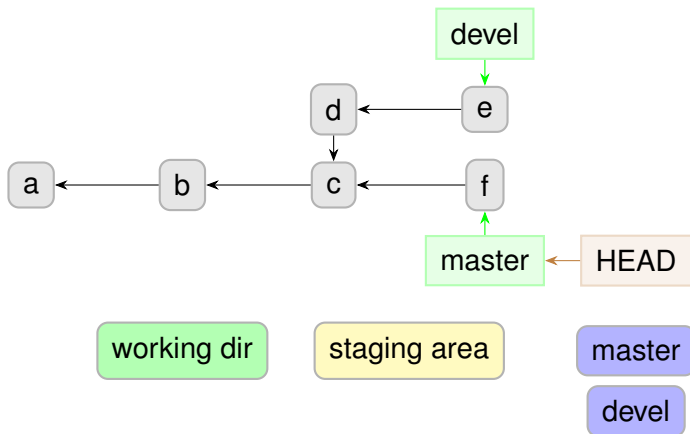 devel
d
e
a
b
c
f
master
HEAD
working dir
staging area
master
devel